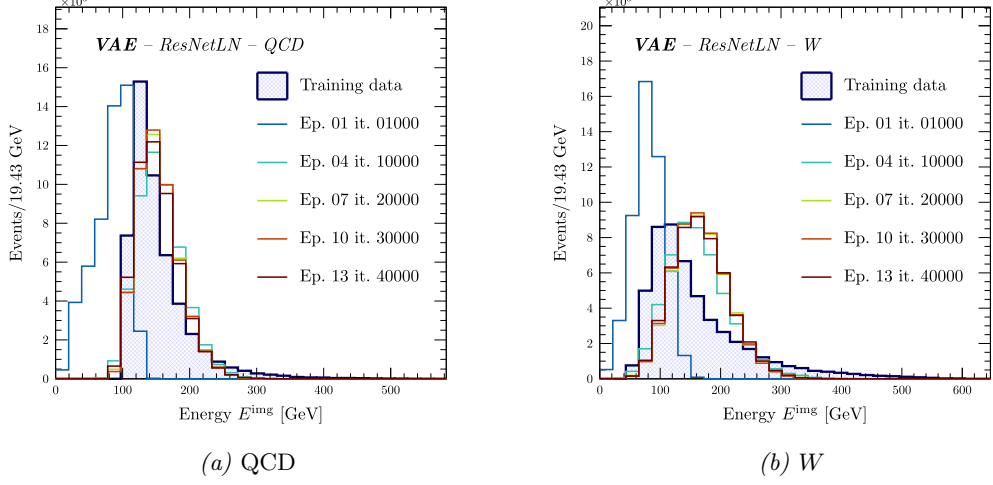 VAE – ResNetLN – QCD
Training data
Ep. 01 it. 01000
Ep. 04 it. 10000
Ep. 07 it. 20000
Ep. 10 it. 30000
Ep. 13 it. 40000
Events/19.43 GeV
18
16
14
12
10
8
6
4
2
0
0 100 200 300 400 500
Energy E^img [GeV]
(a) QCD
VAE – ResNetLN – W
Training data
Ep. 01 it. 01000
Ep. 04 it. 10000
Ep. 07 it. 20000
Ep. 10 it. 30000
Ep. 13 it. 40000
Events/19.43 GeV
20
18
16
14
12
10
8
6
4
2
0
0 100 200 300 400 500 600
Energy E^img [GeV]
(b) W